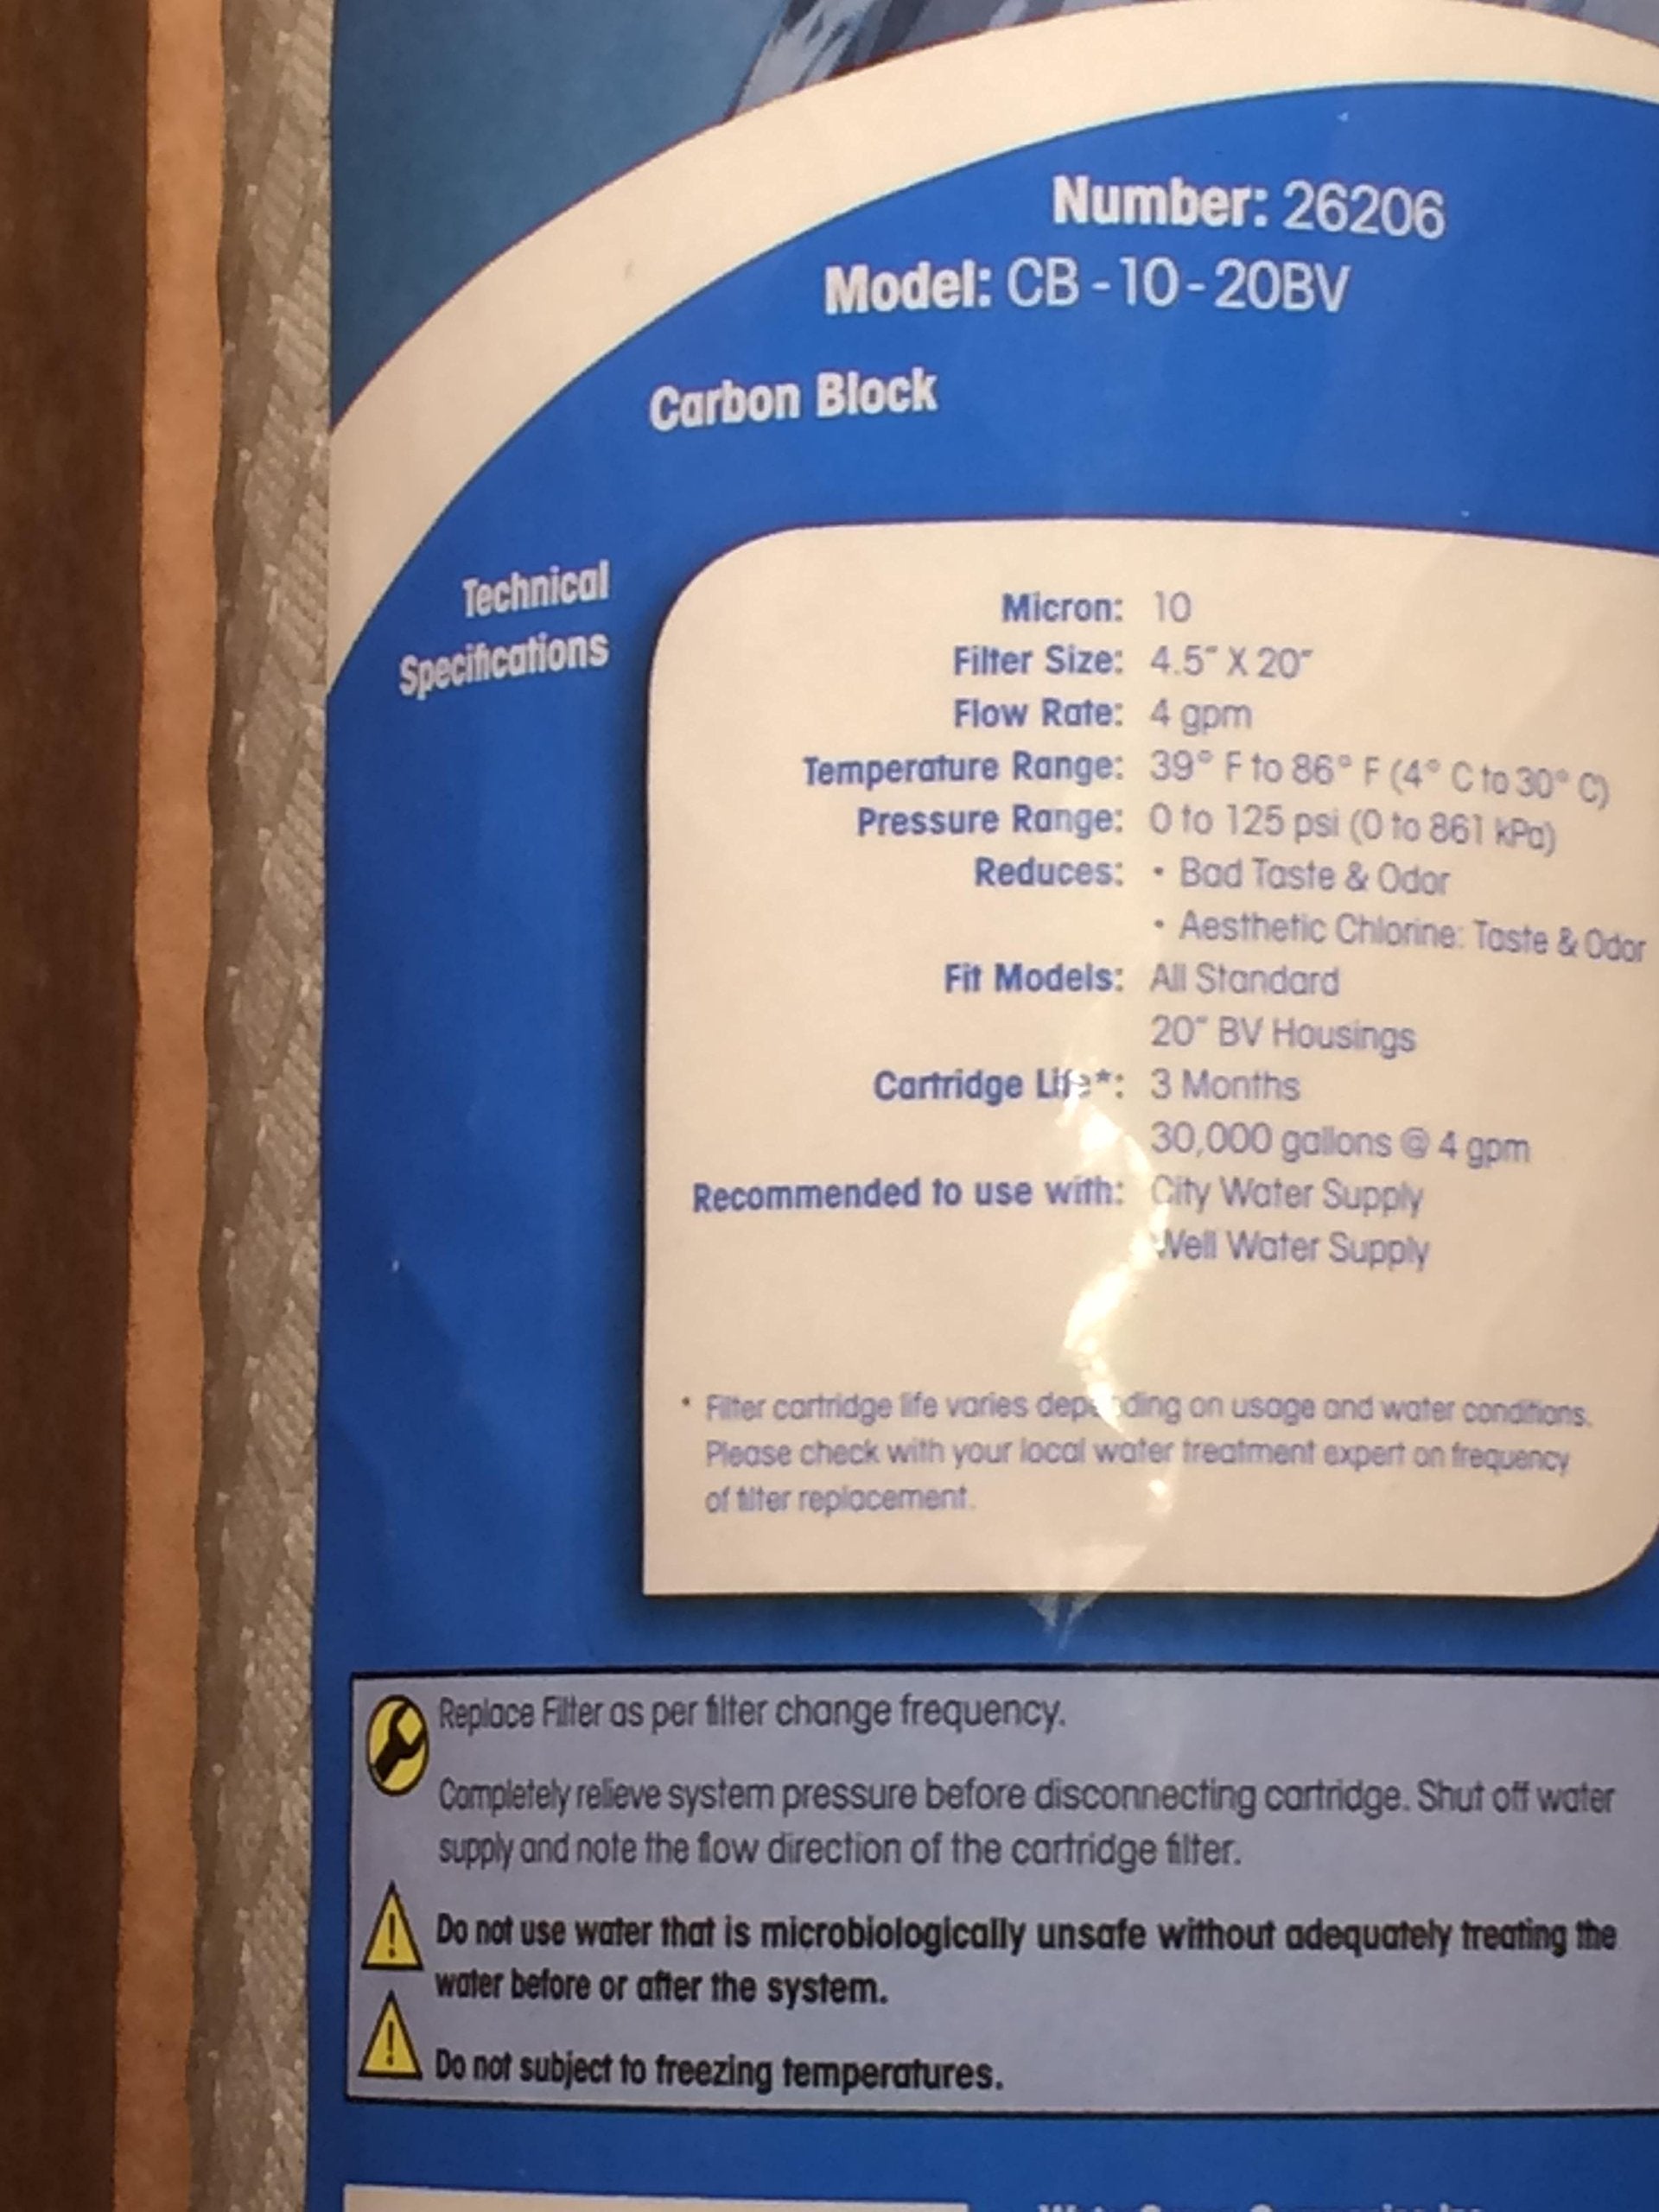 Number: 26206
Model: CB - 10 - 20BV
Carbon Block
Technical
Specifications
Micron: 10
Filter Size: 4.5" X 20"
Flow Rate: 4 gpm
Temperature Range: 39° F to 86° F (4° C to 30° C)
Pressure Range: 0 to 125 psi (0 to 861 kPa)
Reduces: • Bad Taste & Odor
• Aesthetic Chlorine: Taste & Odor
Fit Models: All Standard
20" BV Housings
Cartridge Life*: 3 Months
30,000 gallons @ 4 gpm
Recommended to use with: City Water Supply
Well Water Supply
* Filter cartridge life varies depending on usage and water conditions.
Please check with your local water treatment expert on frequency
of filter replacement.
Replace Filter as per filter change frequency.
Completely relieve system pressure before disconnecting cartridge. Shut off water
supply and note the flow direction of the cartridge filter.
Do not use water that is microbiologically unsafe without adequately treating the
water before or after the system.
Do not subject to freezing temperatures.